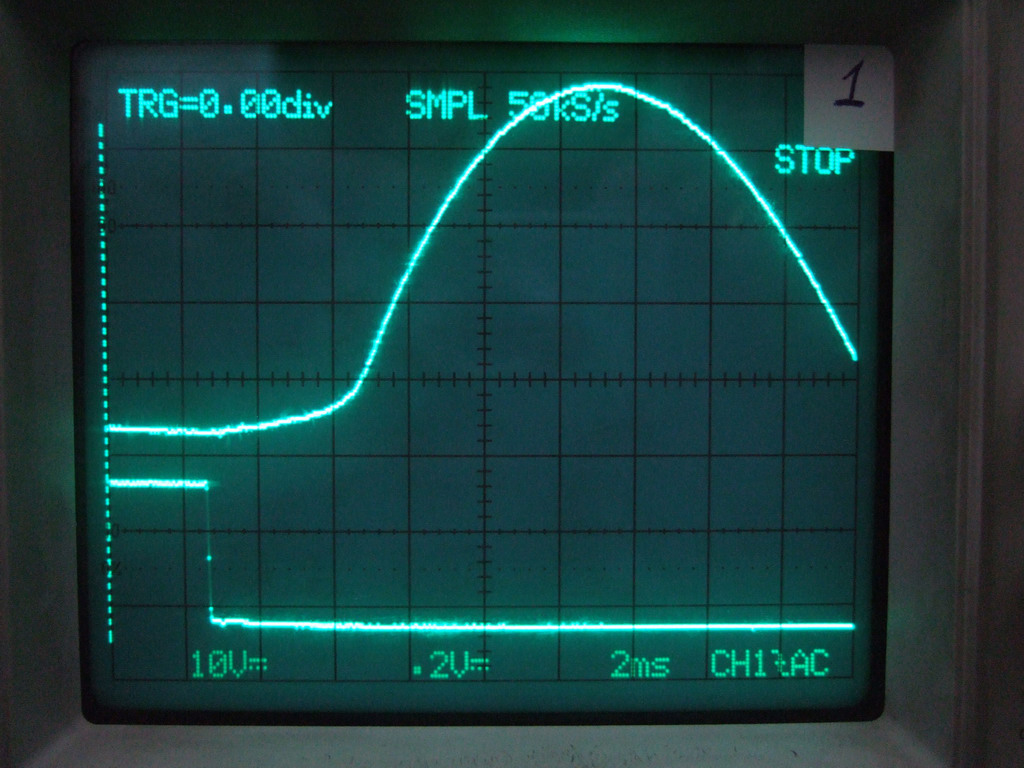 TRG=0.00div SMPL 50kS/s
1
STOP
10V .2V 2ms CH1 AC